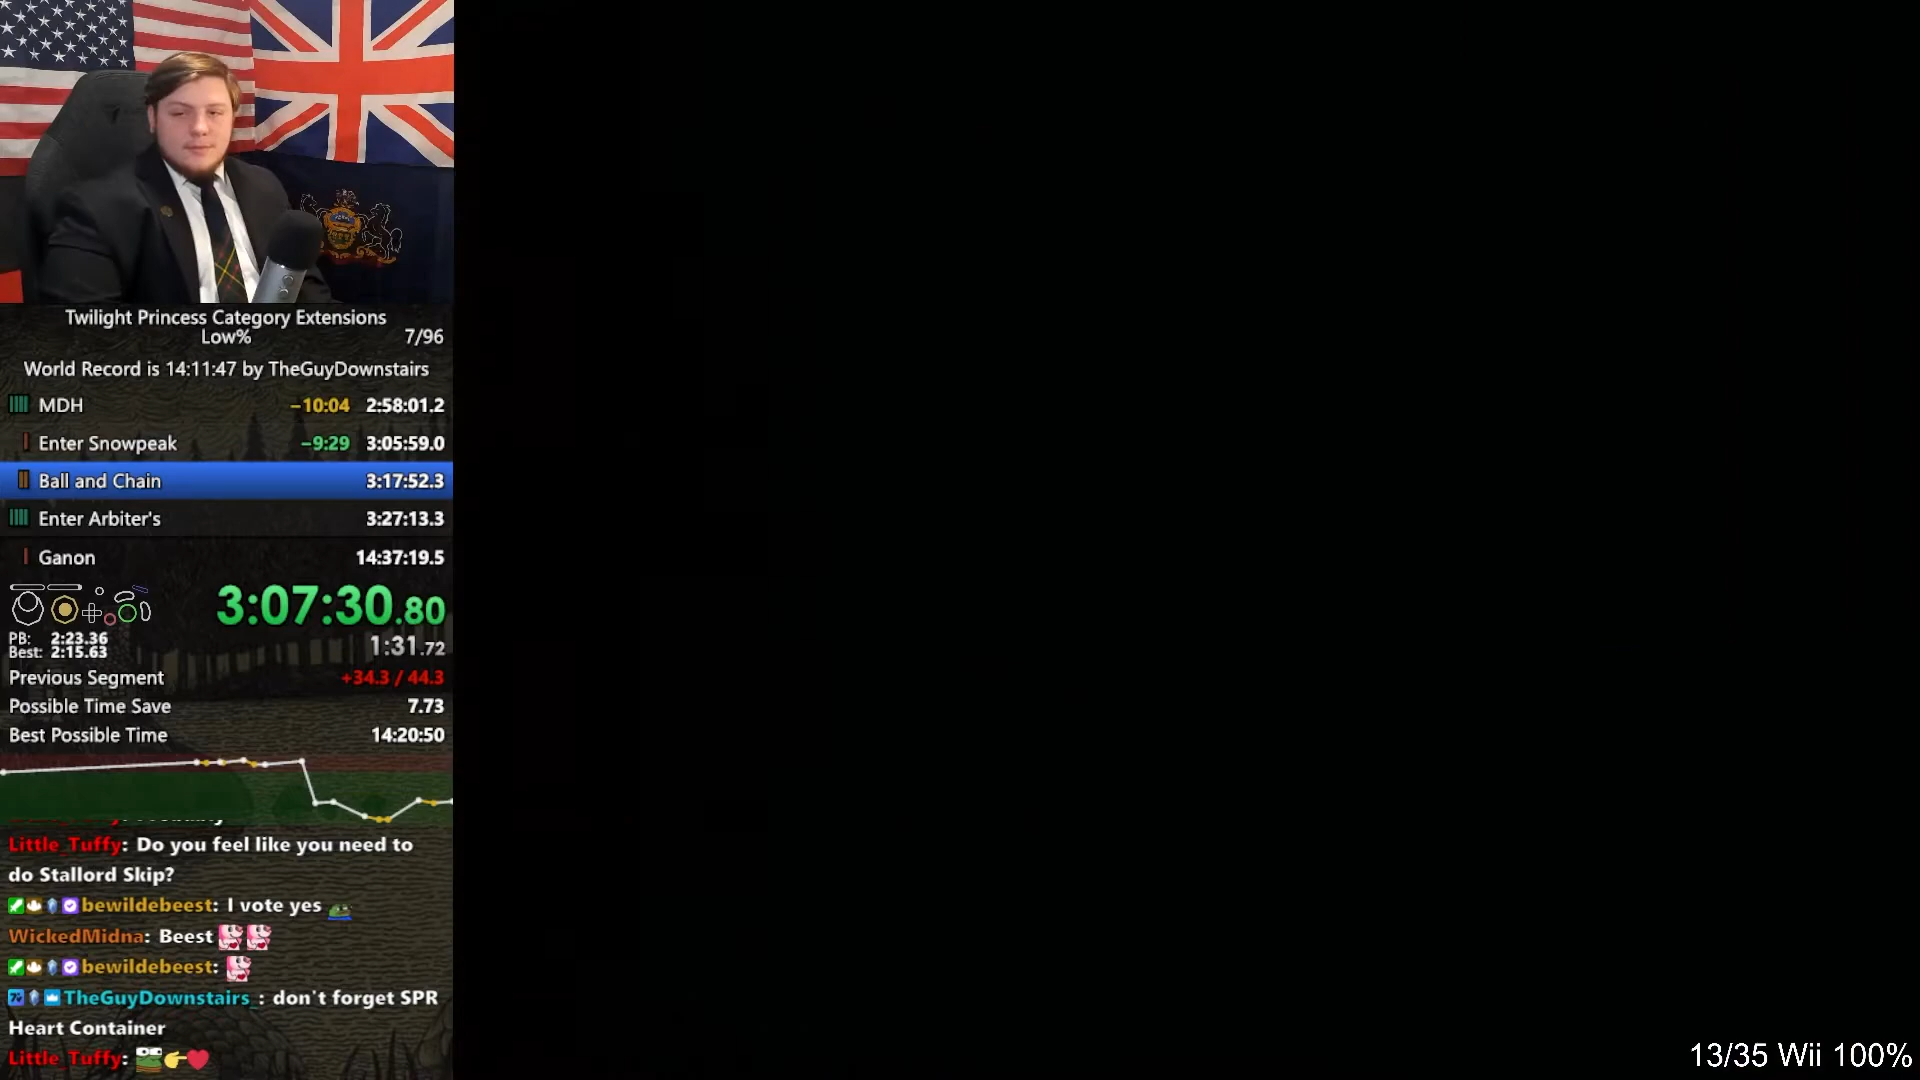 Twilight Princess Category Extensions
Low% 7/96
World Record is 14:11:47 by TheGuyDownstairs
MDH −10:04 2:58:01.2
Enter Snowpeak −9:29 3:05:59.0
Ball and Chain 3:17:52.3
Enter Arbiter's 3:27:13.3
Ganon 14:37:19.5
3:07:30.80
PB: 2:23.36
Best: 2:15.63
1:31.72
Previous Segment +34.3 / 44.3
Possible Time Save 7.73
Best Possible Time 14:20:50
Little_Tuffy: Do you feel like you need to
do Stallord Skip?
bewildebeest: I vote yes
WickedMidna: Beest
bewildebeest:
TheGuyDownstairs_: don't forget SPR
Heart Container
Little_Tuffy:
13/35 Wii 100%